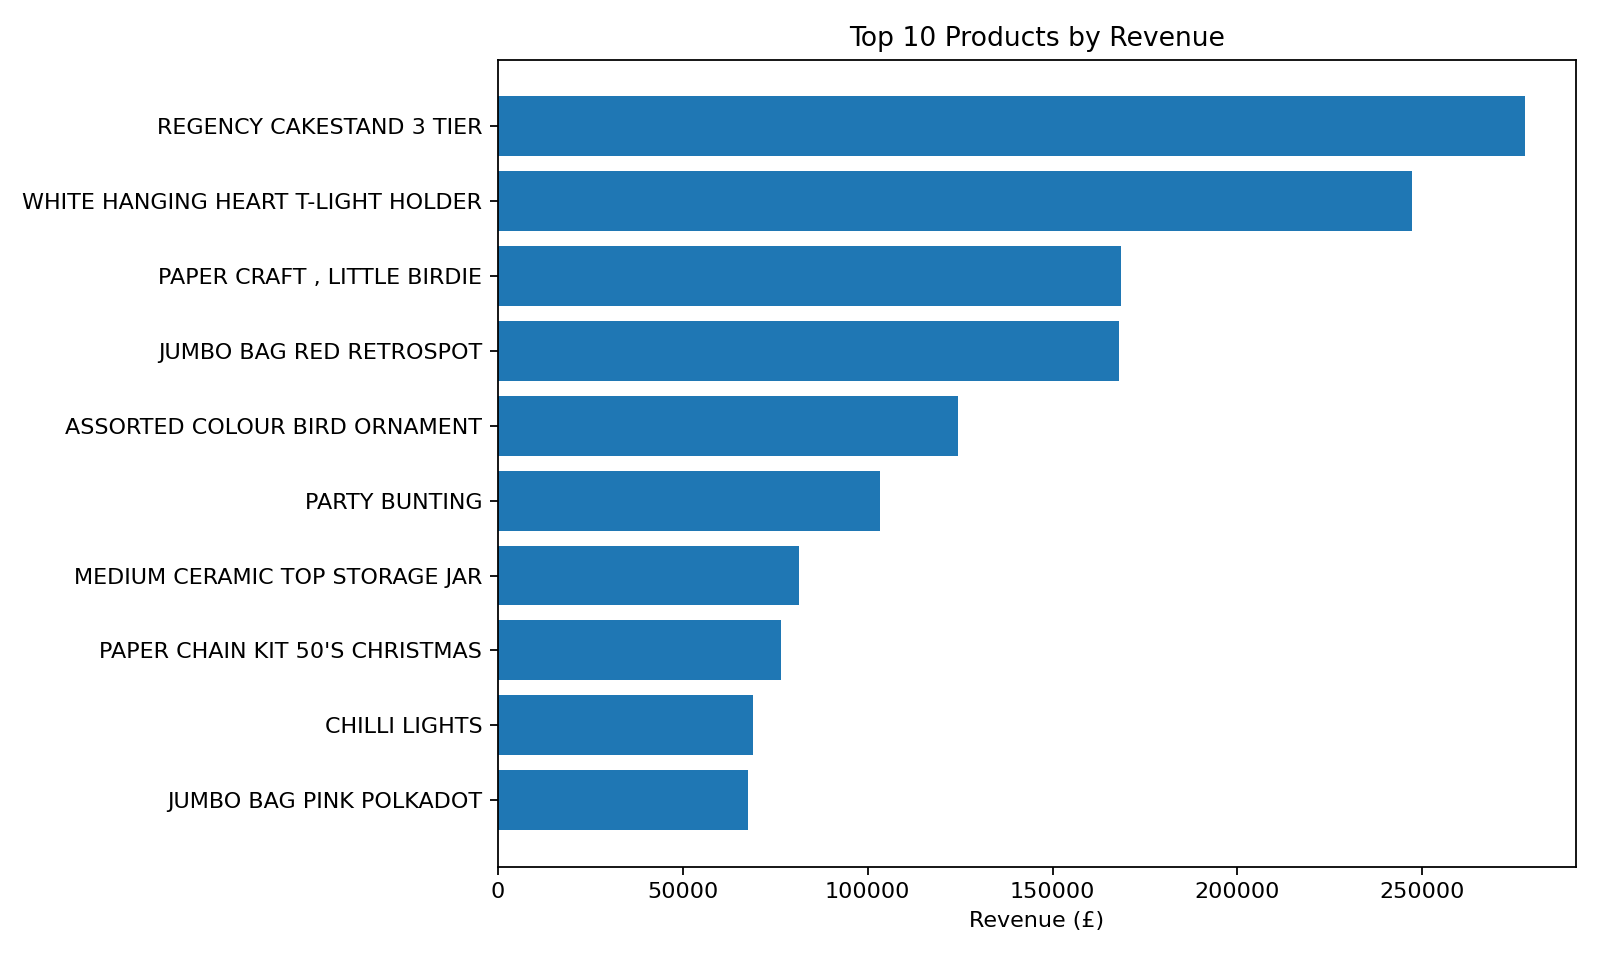 Top 10 Products by Revenue
REGENCY CAKESTAND 3 TIER
WHITE HANGING HEART T-LIGHT HOLDER
PAPER CRAFT , LITTLE BIRDIE
JUMBO BAG RED RETROSPOT
ASSORTED COLOUR BIRD ORNAMENT
PARTY BUNTING
MEDIUM CERAMIC TOP STORAGE JAR
PAPER CHAIN KIT 50'S CHRISTMAS
CHILLI LIGHTS
JUMBO BAG PINK POLKADOT
0 50000 100000 150000 200000 250000
Revenue (£)